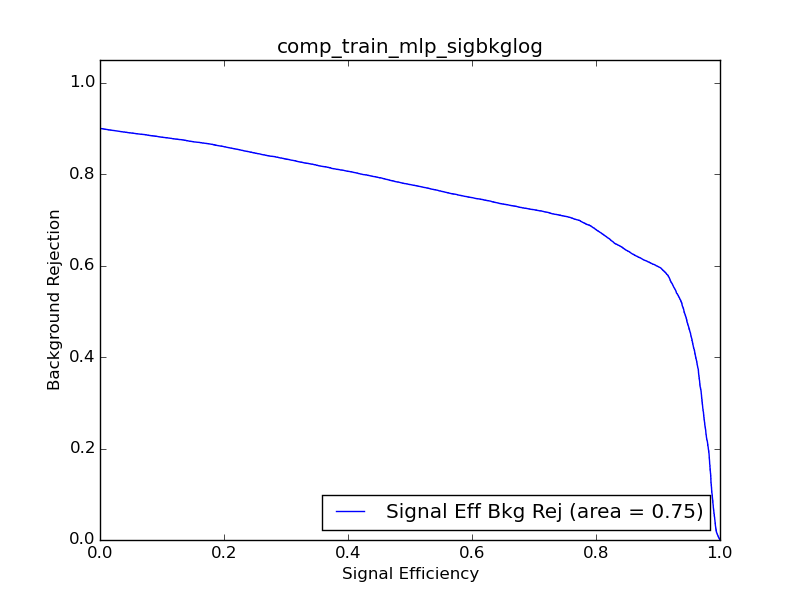 comp_train_mlp_sigbkglog
1.0
0.8
0.6
0.4
0.2
0.0
Background Rejection
Signal Eff Bkg Rej (area = 0.75)
0.0 0.2 0.4 0.6 0.8 1.0
Signal Efficiency